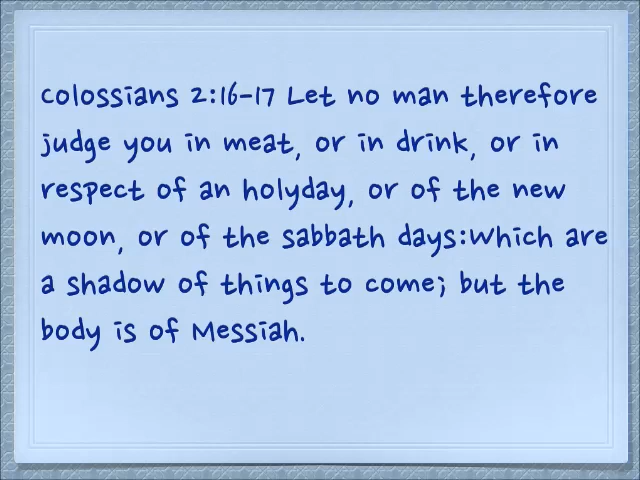 Colossians 2:16-17 Let no man therefore
judge you in meat, or in drink, or in
respect of an holyday, or of the new
moon, or of the sabbath days:Which are
a shadow of things to come; but the
body is of Messiah.